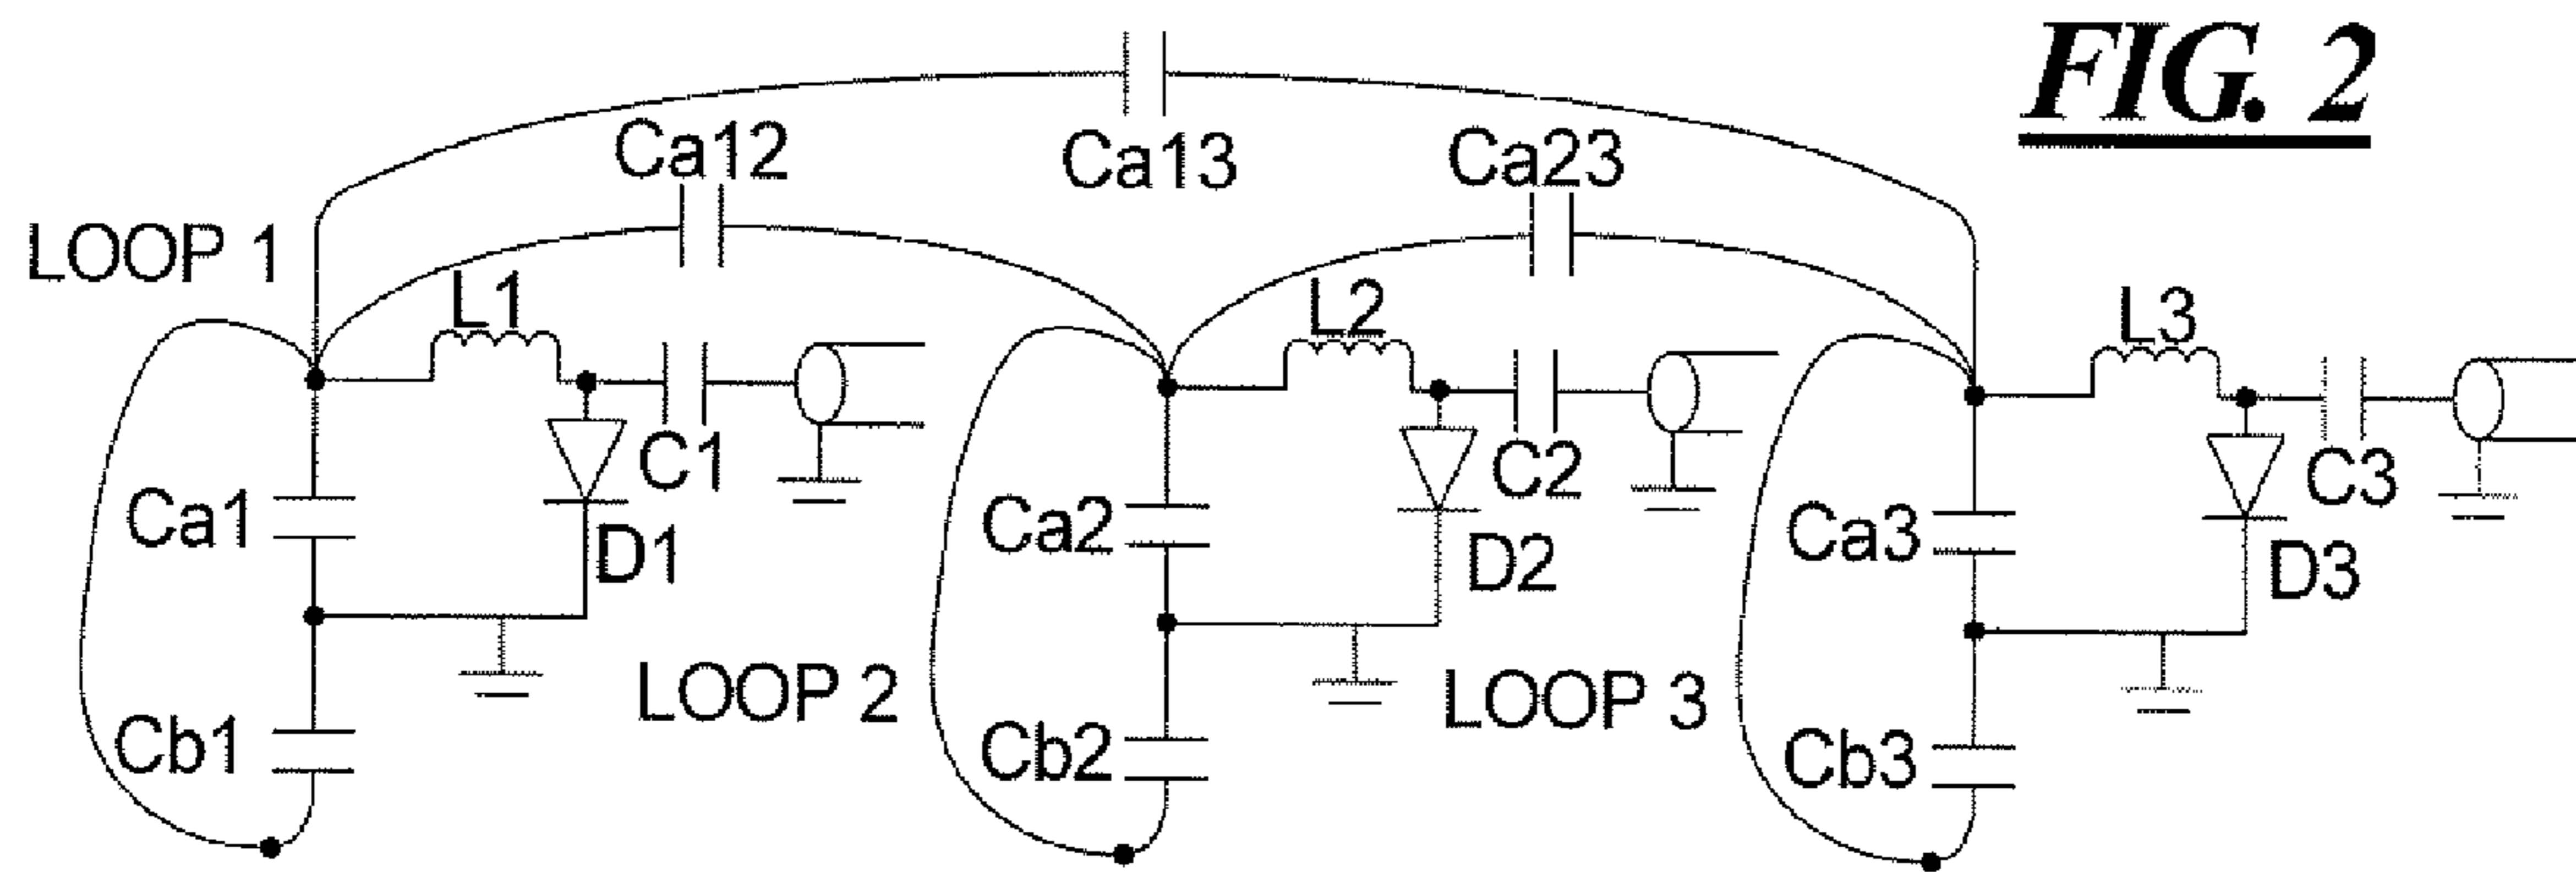 FIG. 2
Ca12
Ca13
Ca23
LOOP 1
L1
L2
L3
C1
C2
C3
Ca1
Ca2
Ca3
D1
D2
D3
LOOP 2
LOOP 3
Cb1
Cb2
Cb3